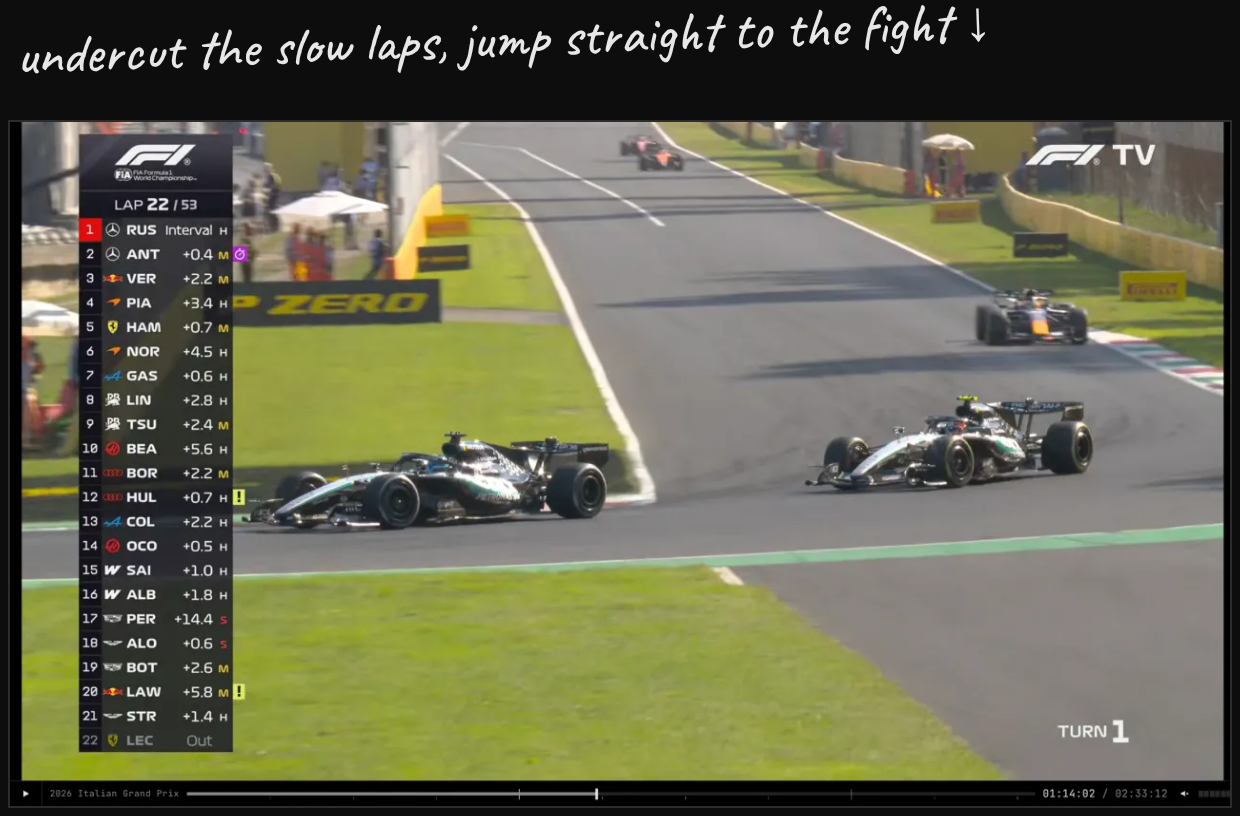 undercut the slow laps, jump straight to the fight ↓
F1 TV
F1
FIA Formula 1
World Championship
LAP 22 / 53
1 RUS Interval H
2 ANT +0.4 M
3 VER +2.2 M
4 PIA +3.4 H
5 HAM +0.7 M
6 NOR +4.5 H
7 GAS +0.6 H
8 LIN +2.8 H
9 TSU +2.4 M
10 BEA +5.6 H
11 BOR +2.2 M
12 HUL +0.7 H !
13 COL +2.2 H
14 OCO +0.5 H
15 SAI +1.0 H
16 ALB +1.8 H
17 PER +14.4 S
18 ALO +0.6 S
19 BOT +2.6 M
20 LAW +5.8 M !
21 STR +1.4 H
22 LEC Out
P ZERO
PIRELLI
PETRONAS
TURN 1
2026 Italian Grand Prix
01:14:02 / 02:33:12